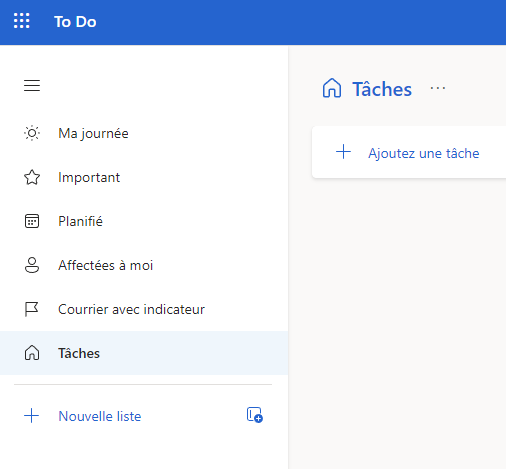 To Do
Ma journée
Important
Planifié
Affectées à moi
Courrier avec indicateur
Tâches
Nouvelle liste
Tâches
Ajoutez une tâche